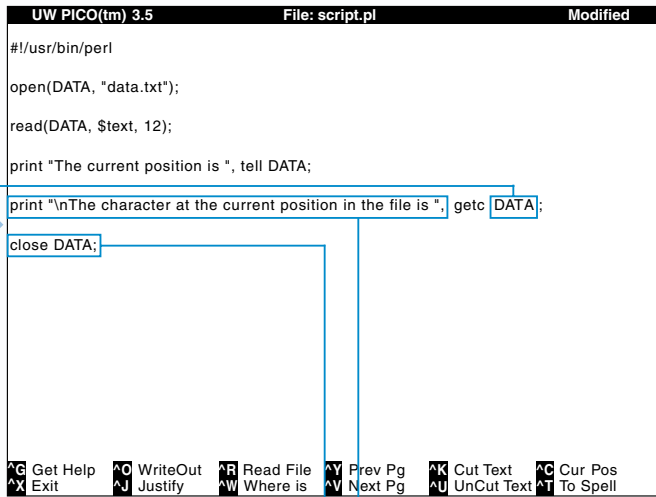 UW PICO(tm) 3.5 File: script.pl Modified
#!/usr/bin/perl
open(DATA, "data.txt");
read(DATA, $text, 12);
print "The current position is ", tell DATA;
print "\nThe character at the current position in the file is ", getc DATA;
close DATA;
^G Get Help ^O WriteOut ^R Read File ^Y Prev Pg ^K Cut Text ^C Cur Pos
^X Exit ^J Justify ^W Where is ^V Next Pg ^U UnCut Text ^T To Spell